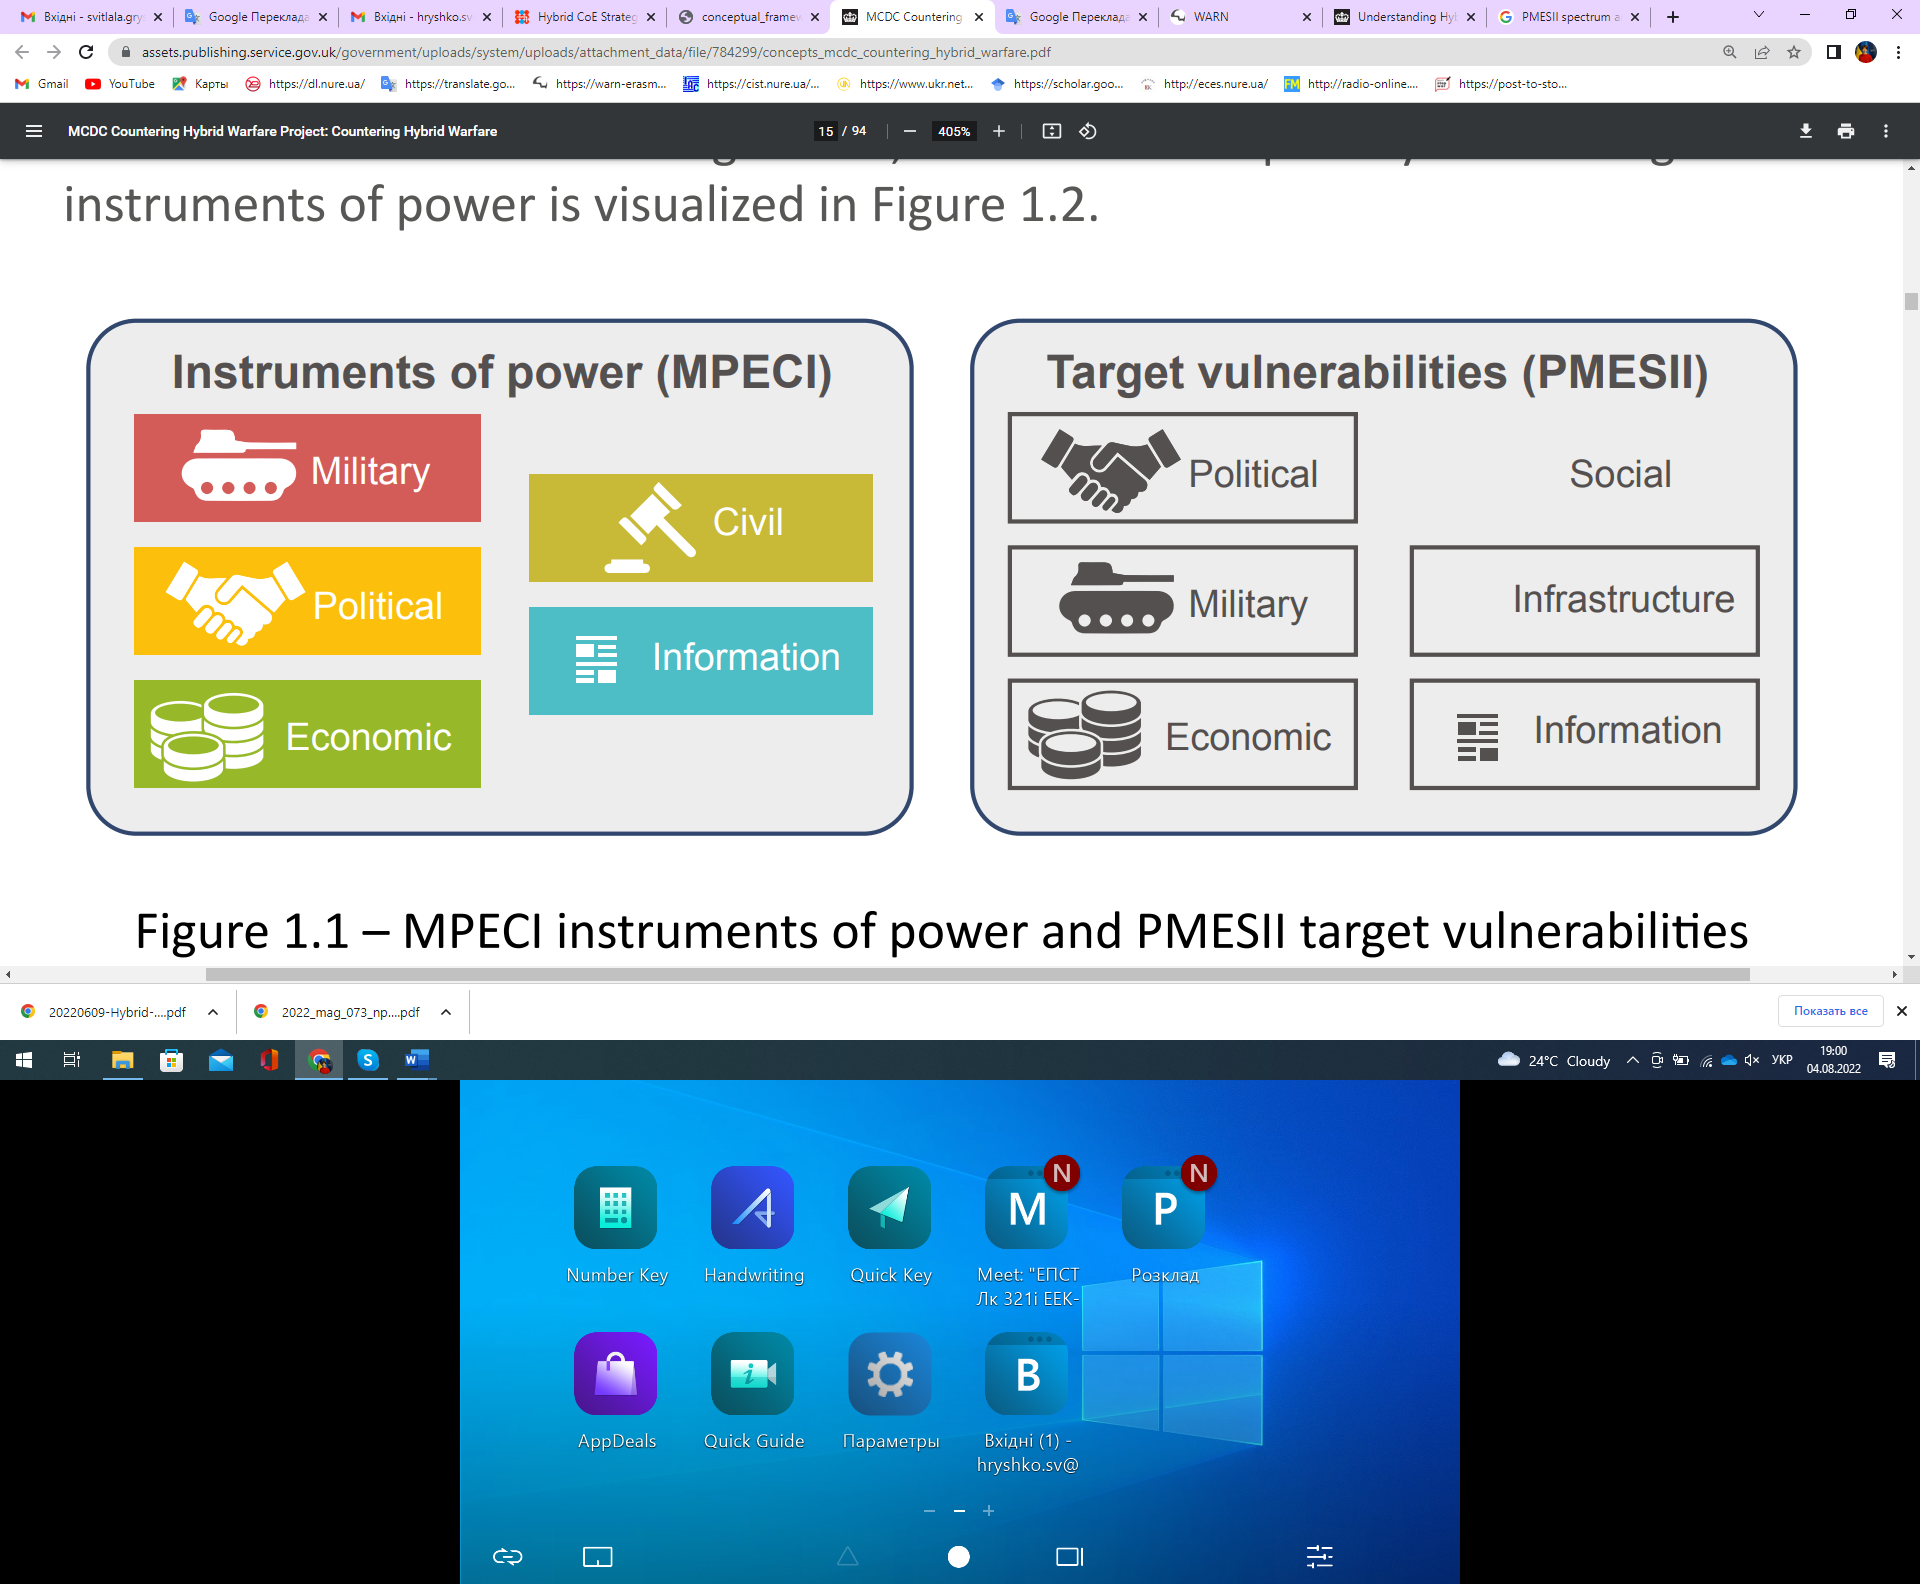 Вхідні - svitlala.gry
Google Переклада
Вхідні - hryshko.sv
Hybrid CoE Strateg
conceptual_framew
MCDC Countering
Google Переклада
WARN
Understanding Hy
PMESII spectrum a
assets.publishing.service.gov.uk/government/uploads/system/uploads/attachment_data/file/784299/concepts_mcdc_countering_hybrid_warfare.pdf
Gmail
YouTube
Карты
https://dl.nure.ua/
https://translate.go...
https://warn-erasm...
https://cist.nure.ua/...
https://www.ukr.net...
https://scholar.goo...
http://eces.nure.ua/
http://radio-online....
https://post-to-sto...
MCDC Countering Hybrid Warfare Project: Countering Hybrid Warfare
15 / 94
405%
instruments of power is visualized in Figure 1.2.
Instruments of power (MPECI)
Military
Political
Economic
Civil
Information
Target vulnerabilities (PMESII)
Political
Military
Economic
Social
Infrastructure
Information
Figure 1.1 – MPECI instruments of power and PMESII target vulnerabilities
20220609-Hybrid-....pdf
2022_mag_073_np....pdf
Показать все
24°C Cloudy
УКР
19:00
04.08.2022
Number Key
Handwriting
Quick Key
M
N
Meet: "ЕПСТ
Лк 321i ЕЕК-
P
N
Розклад
AppDeals
Quick Guide
Параметры
B
Вхідні (1) -
hryshko.sv@